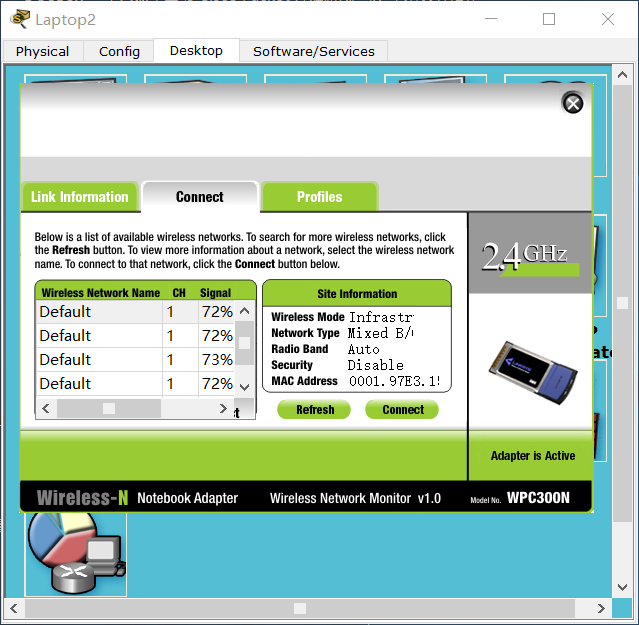 Laptop2
Physical Config Desktop Software/Services
Link Information Connect Profiles
Below is a list of available wireless networks. To search for more wireless networks, click
the Refresh button. To view more information about a network, select the wireless network
name. To connect to that network, click the Connect button below.
2.4GHz
Wireless Network Name CH Signal
Default 1 72%
Default 1 72%
Default 1 73%
Default 1 72%
Site Information
Wireless Mode Infrastr
Network Type Mixed B/
Radio Band Auto
Security Disable
MAC Address 0001.97E3.1
Refresh Connect
Adapter is Active
Wireless-N Notebook Adapter Wireless Network Monitor v1.0 Model No. WPC300N